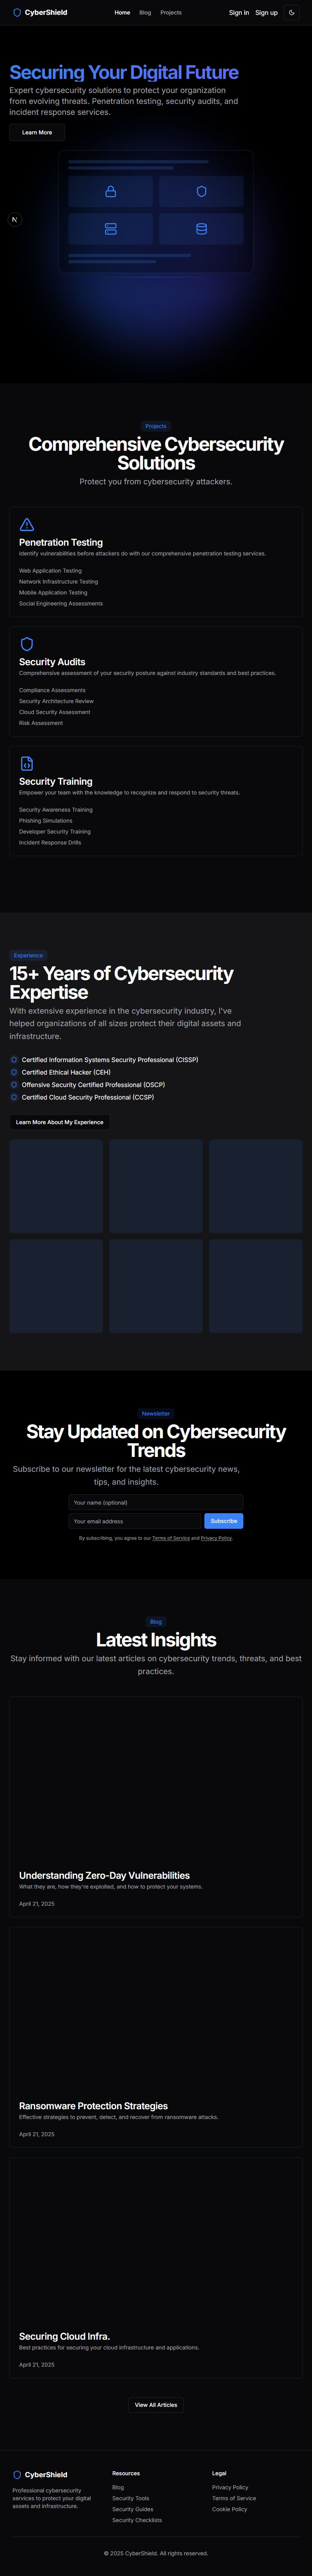 CyberShield
Home Blog Projects
Sign in Sign up
Securing Your Digital Future
Expert cybersecurity solutions to protect your organization
from evolving threats. Penetration testing, security audits, and
incident response services.
Learn More
N
Projects
Comprehensive Cybersecurity
Solutions
Protect you from cybersecurity attackers.
Penetration Testing
Identify vulnerabilities before attackers do with our comprehensive penetration testing services.
Web Application Testing
Network Infrastructure Testing
Mobile Application Testing
Social Engineering Assessments
Security Audits
Comprehensive assessment of your security posture against industry standards and best practices.
Compliance Assessments
Security Architecture Review
Cloud Security Assessment
Risk Assessment
Security Training
Empower your team with the knowledge to recognize and respond to security threats.
Security Awareness Training
Phishing Simulations
Developer Security Training
Incident Response Drills
Experience
15+ Years of Cybersecurity
Expertise
With extensive experience in the cybersecurity industry, I've
helped organizations of all sizes protect their digital assets and
infrastructure.
Certified Information Systems Security Professional (CISSP)
Certified Ethical Hacker (CEH)
Offensive Security Certified Professional (OSCP)
Certified Cloud Security Professional (CCSP)
Learn More About My Experience
Newsletter
Stay Updated on Cybersecurity
Trends
Subscribe to our newsletter for the latest cybersecurity news,
tips, and insights.
Your name (optional)
Your email address
Subscribe
By subscribing, you agree to our Terms of Service and Privacy Policy.
Blog
Latest Insights
Stay informed with our latest articles on cybersecurity trends, threats, and best
practices.
Understanding Zero-Day Vulnerabilities
What they are, how they're exploited, and how to protect your systems.
April 21, 2025
Ransomware Protection Strategies
Effective strategies to prevent, detect, and recover from ransomware attacks.
April 21, 2025
Securing Cloud Infra.
Best practices for securing your cloud infrastructure and applications.
April 21, 2025
View All Articles
CyberShield
Professional cybersecurity
services to protect your digital
assets and infrastructure.
Resources
Blog
Security Tools
Security Guides
Security Checklists
Legal
Privacy Policy
Terms of Service
Cookie Policy
© 2025 CyberShield. All rights reserved.